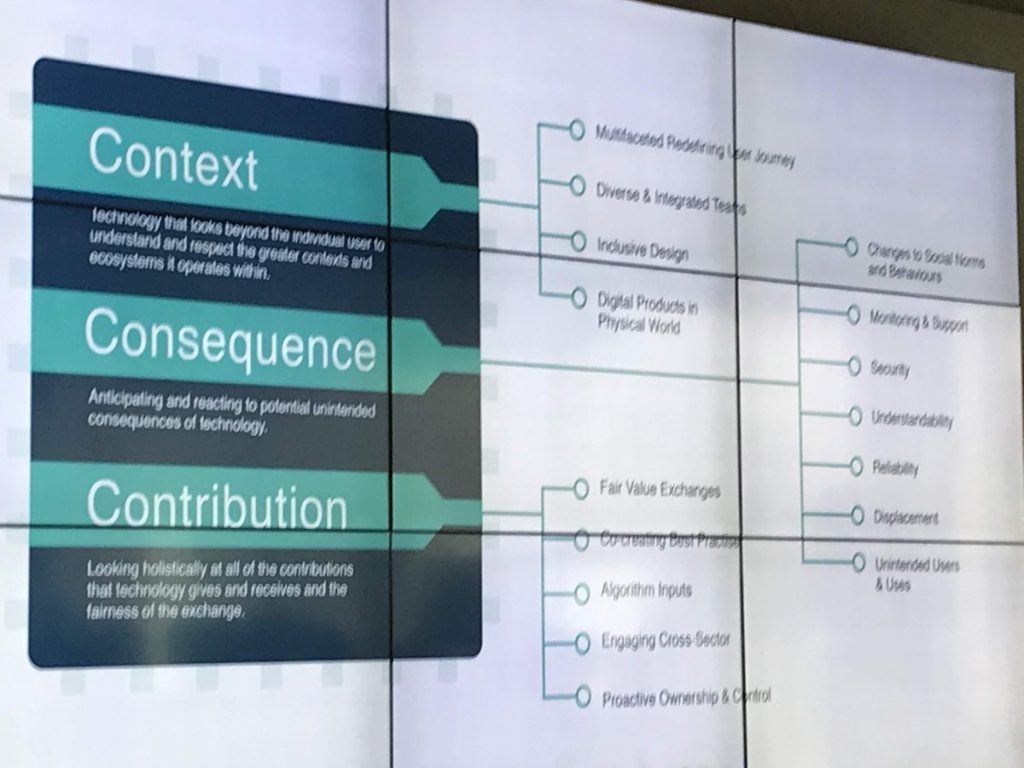 Context
Technology that looks beyond the individual user to
understand and respect the greater contexts and
ecosystems it operates within.
Multifaceted Redefining User Journey
Diverse & Integrated Teams
Inclusive Design
Digital Products in
Physical World
Consequence
Anticipating and reacting to potential unintended
consequences of technology.
Changes to Social Norms
and Behaviours
Monitoring & Support
Security
Understandability
Reliability
Displacement
Unintended Users
& Uses
Contribution
Looking holistically at all of the contributions
that technology gives and receives and the
fairness of the exchange.
Fair Value Exchanges
Co-creating Best Practise
Algorithm Inputs
Engaging Cross-Sector
Proactive Ownership & Control